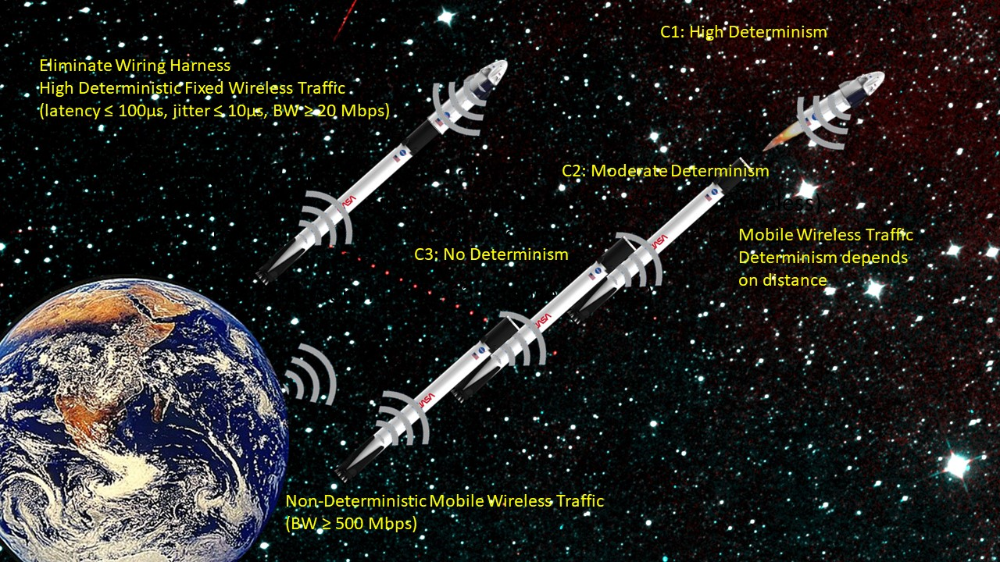 C1: High Determinism
Eliminate Wiring Harness
High Deterministic Fixed Wireless Traffic
(latency ≤ 100µs, jitter ≤ 10µs, BW ≥ 20 Mbps)
C2: Moderate Determinism
Mobile Wireless Traffic
Determinism depends
on distance
C3: No Determinism
Non-Deterministic Mobile Wireless Traffic
(BW ≥ 500 Mbps)